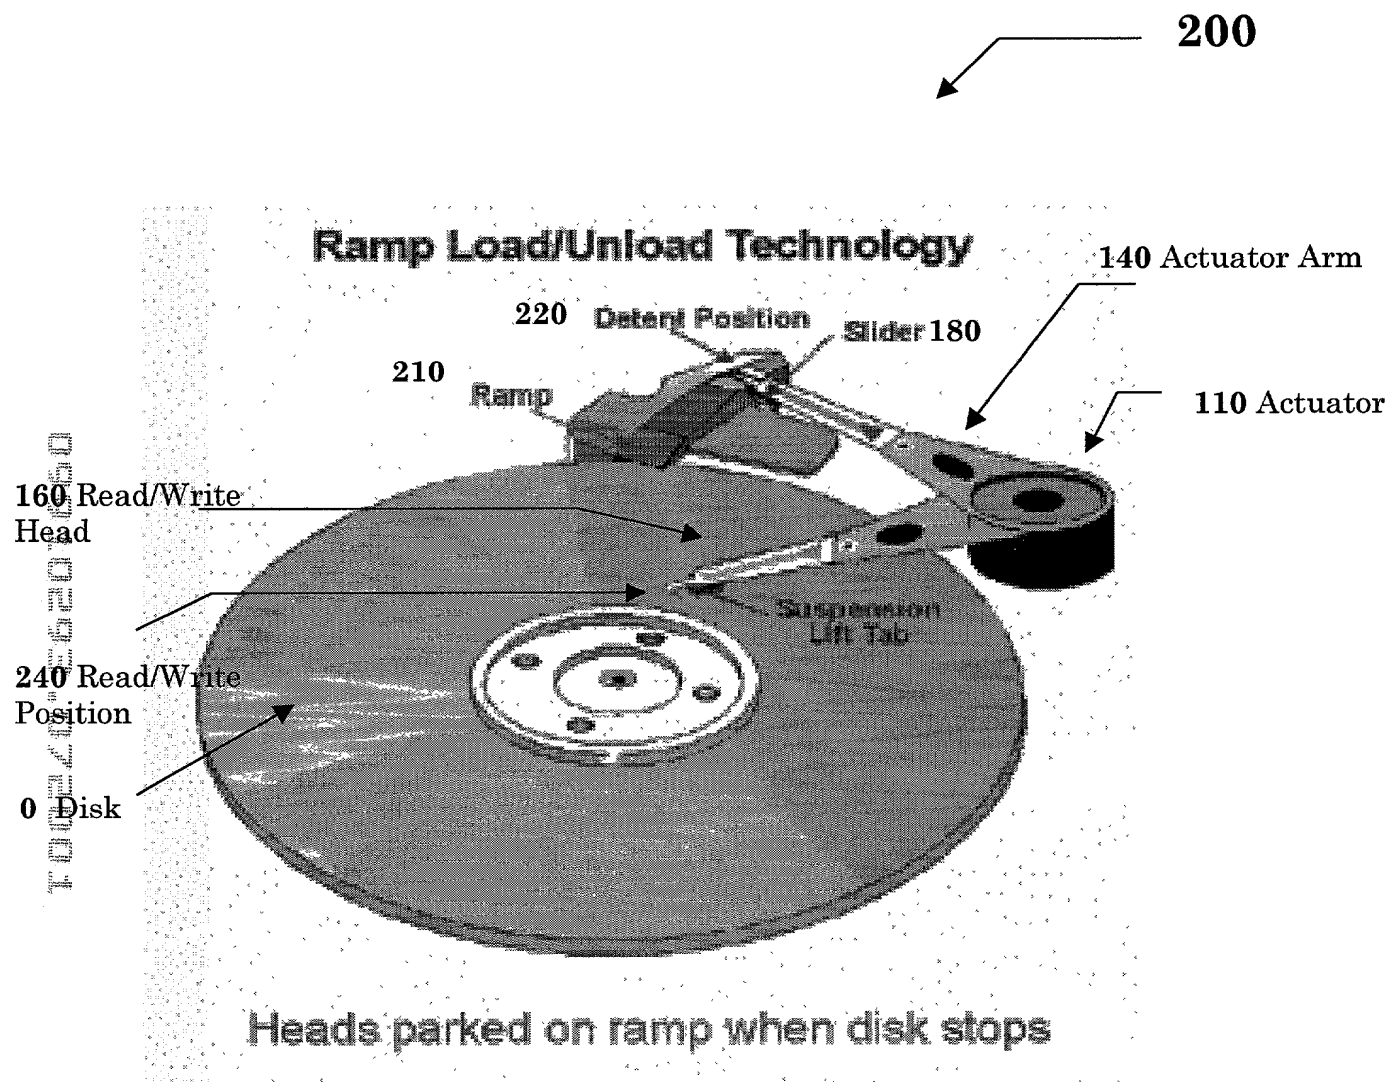 200
Ramp Load/Unload Technology
140 Actuator Arm
220 Detent Position
Slider 180
210
Ramp
110 Actuator
160 Read/Write
Head
Suspension
Lift Tab
240 Read/Write
Position
0 Disk
Heads parked on ramp when disk stops